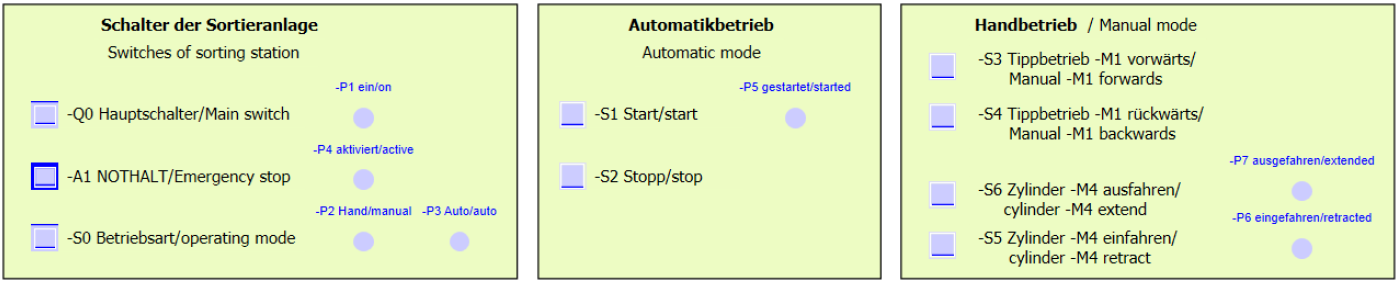 Schalter der Sortieranlage
Switches of sorting station
-P1 ein/on
-Q0 Hauptschalter/Main switch
-P4 aktiviert/active
-A1 NOTHALT/Emergency stop
-P2 Hand/manual -P3 Auto/auto
-S0 Betriebsart/operating mode
Automatikbetrieb
Automatic mode
-P5 gestartet/started
-S1 Start/start
-S2 Stopp/stop
Handbetrieb / Manual mode
-S3 Tippbetrieb -M1 vorwärts/
Manual -M1 forwards
-S4 Tippbetrieb -M1 rückwärts/
Manual -M1 backwards
-P7 ausgefahren/extended
-S6 Zylinder -M4 ausfahren/
cylinder -M4 extend
-P6 eingefahren/retracted
-S5 Zylinder -M4 einfahren/
cylinder -M4 retract